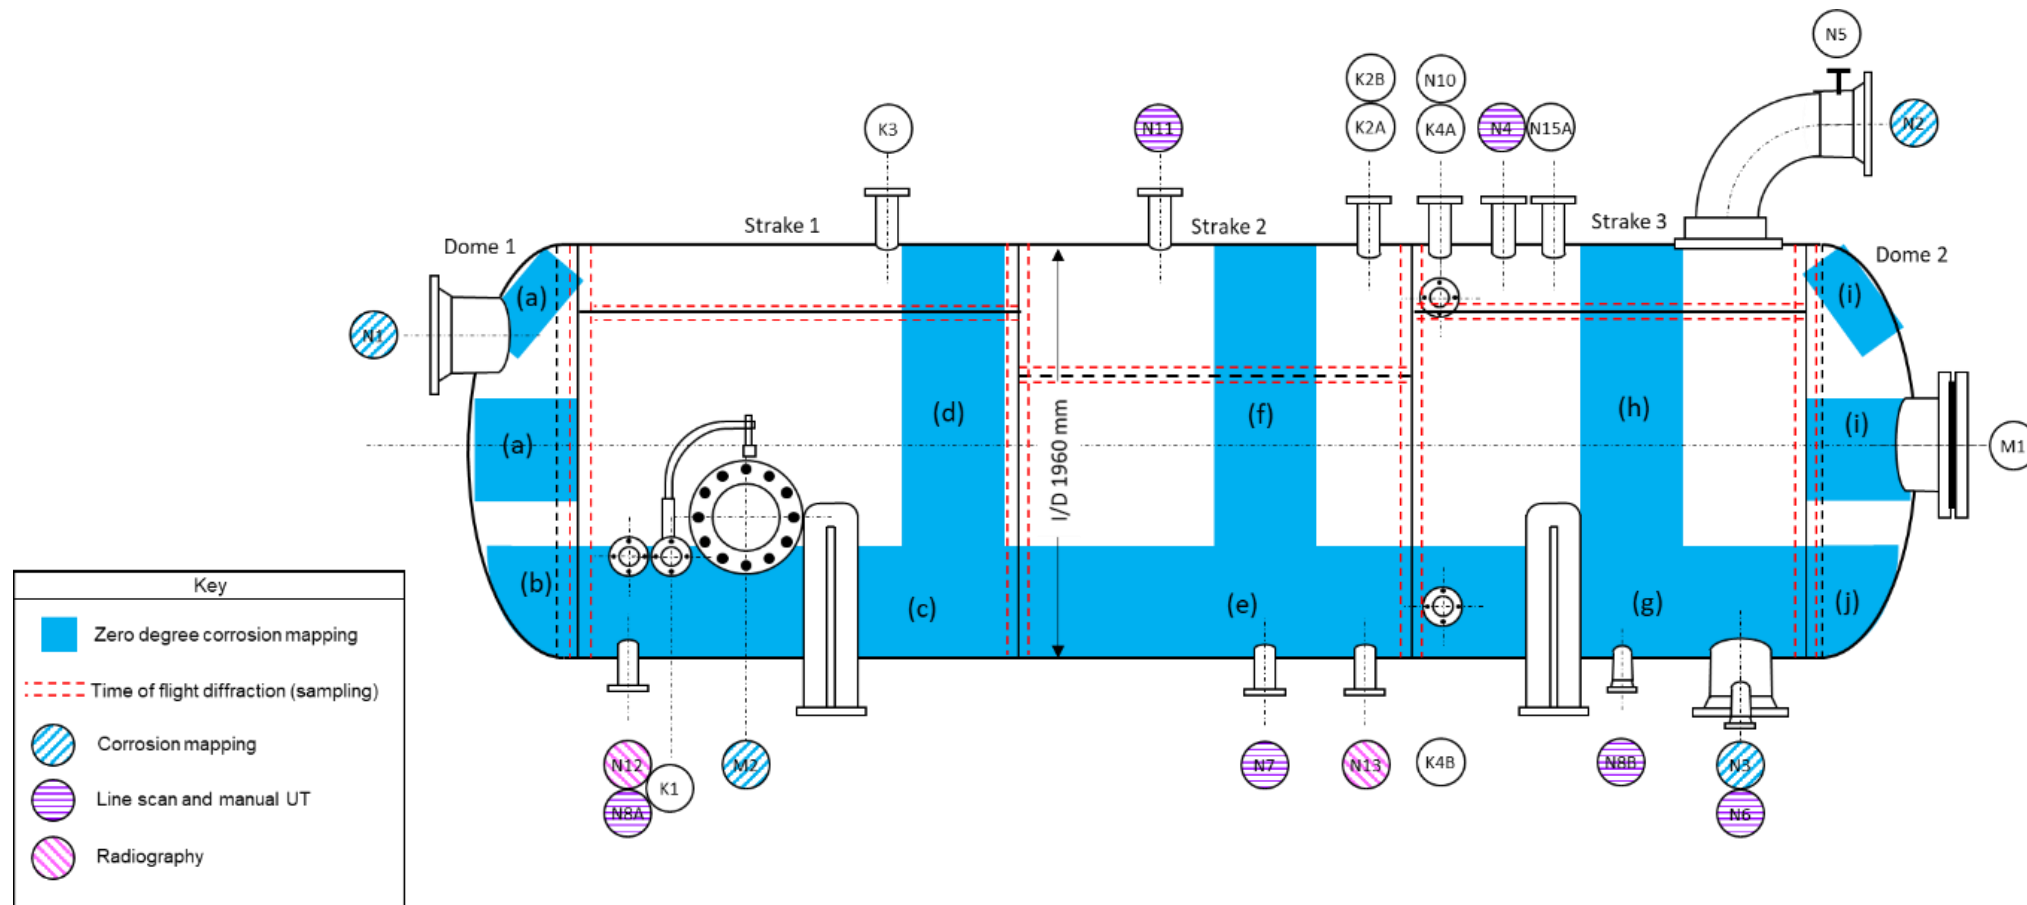 N5
K2B
N10
K3
N11
K2A
K4A
N4
N15A
N2
Strake 1
Strake 2
Strake 3
Dome 1
Dome 2
(a)
(i)
N1
(d)
(f)
(h)
(i)
(a)
M1
I/D 1960 mm
(b)
(c)
(e)
(g)
(j)
Key
Zero degree corrosion mapping
Time of flight diffraction (sampling)
Corrosion mapping
Line scan and manual UT
Radiography
N12
K1
M2
N7
N13
K4B
N8B
N3
N8A
N6